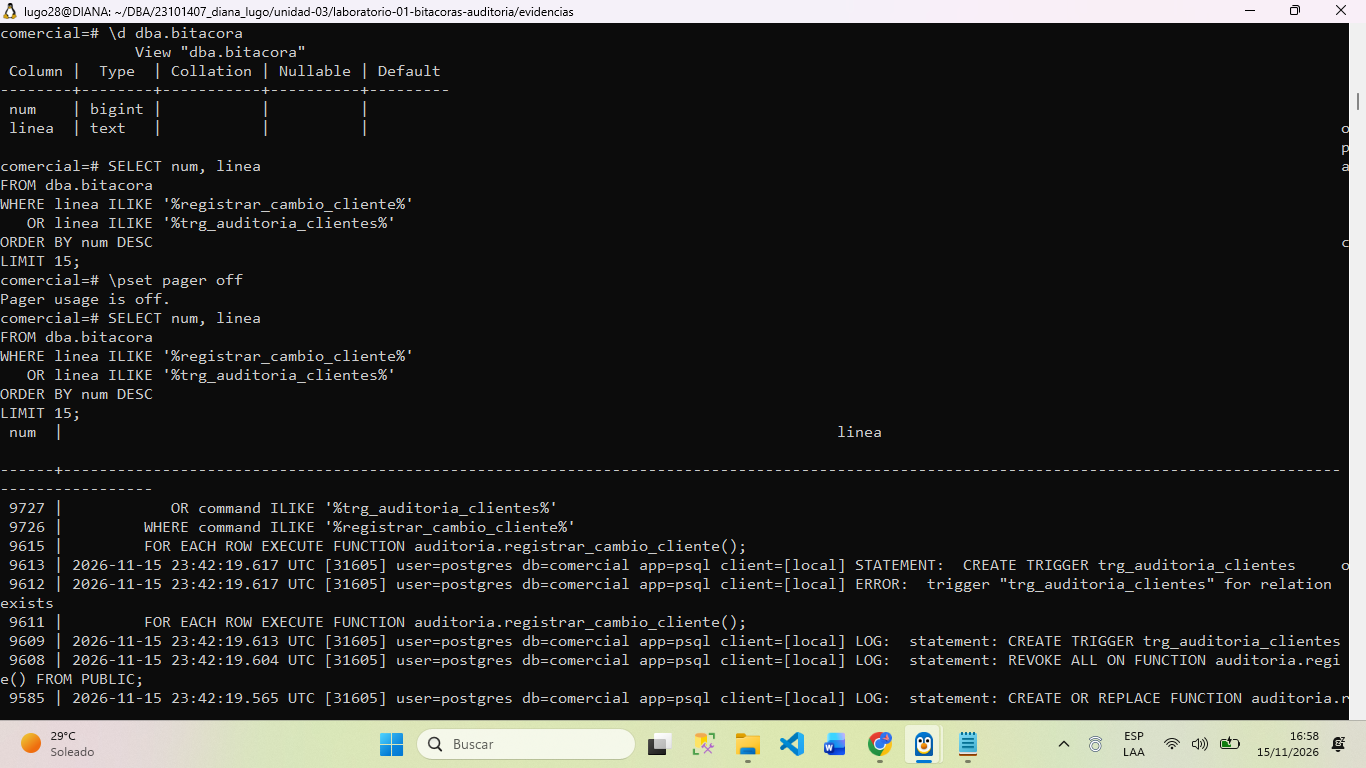 lugo28@DIANA: ~/DBA/23101407_diana_lugo/unidad-03/laboratorio-01-bitacoras-auditoria/evidencias
comercial=# \d dba.bitacora
               View "dba.bitacora"
 Column |  Type  | Collation | Nullable | Default
--------+--------+-----------+----------+---------
 num    | bigint |           |          |
 linea  | text   |           |          |
o
p
comercial=# SELECT num, linea
a
FROM dba.bitacora
WHERE linea ILIKE '%registrar_cambio_cliente%'
   OR linea ILIKE '%trg_auditoria_clientes%'
ORDER BY num DESC
c
LIMIT 15;
comercial=# \pset pager off
Pager usage is off.
comercial=# SELECT num, linea
FROM dba.bitacora
WHERE linea ILIKE '%registrar_cambio_cliente%'
   OR linea ILIKE '%trg_auditoria_clientes%'
ORDER BY num DESC
LIMIT 15;
 num  |                                                                                      linea
------+----------------------------------------------------------------------------------------------------------------------------------------------
-----------------
 9727 |            OR command ILIKE '%trg_auditoria_clientes%'
 9726 |         WHERE command ILIKE '%registrar_cambio_cliente%'
 9615 |         FOR EACH ROW EXECUTE FUNCTION auditoria.registrar_cambio_cliente();
 9613 | 2026-11-15 23:42:19.617 UTC [31605] user=postgres db=comercial app=psql client=[local] STATEMENT:  CREATE TRIGGER trg_auditoria_clientes     o
 9612 | 2026-11-15 23:42:19.617 UTC [31605] user=postgres db=comercial app=psql client=[local] ERROR:  trigger "trg_auditoria_clientes" for relation
exists
 9611 |         FOR EACH ROW EXECUTE FUNCTION auditoria.registrar_cambio_cliente();
 9609 | 2026-11-15 23:42:19.613 UTC [31605] user=postgres db=comercial app=psql client=[local] LOG:  statement: CREATE TRIGGER trg_auditoria_clientes
 9608 | 2026-11-15 23:42:19.604 UTC [31605] user=postgres db=comercial app=psql client=[local] LOG:  statement: REVOKE ALL ON FUNCTION auditoria.regi
e() FROM PUBLIC;
 9585 | 2026-11-15 23:42:19.565 UTC [31605] user=postgres db=comercial app=psql client=[local] LOG:  statement: CREATE OR REPLACE FUNCTION auditoria.r
29°C
Soleado
Buscar
ESP
LAA
16:58
15/11/2026